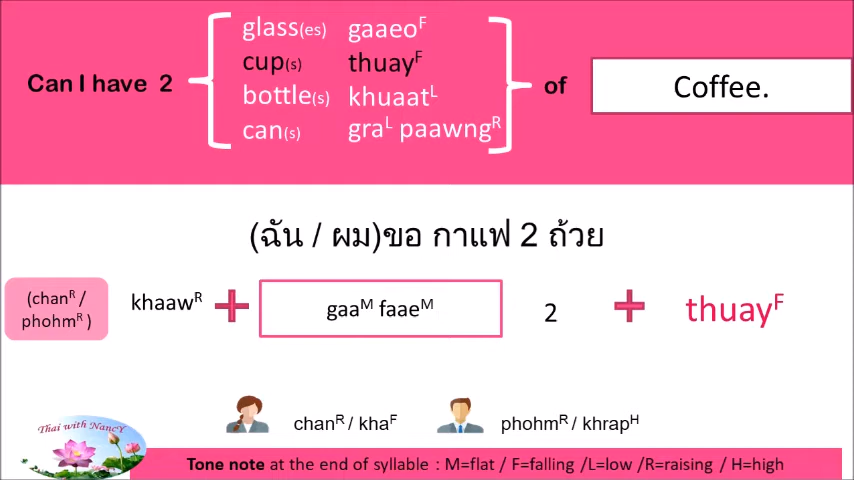 glass(es) gaaeoF
cup(s) thuayF
Can I have 2
bottle(s) khuaatL
can(s) graL paawngR
of
Coffee.
(ฉัน / ผม)ขอ กาแฟ 2 ถ้วย
(chanR /
phohmR )
khaawR
gaaM faaeM
2
thuayF
chanR / khaF
phohmR / khrapH
Thai with NancY
Tone note at the end of syllable : M=flat / F=falling /L=low /R=raising / H=high